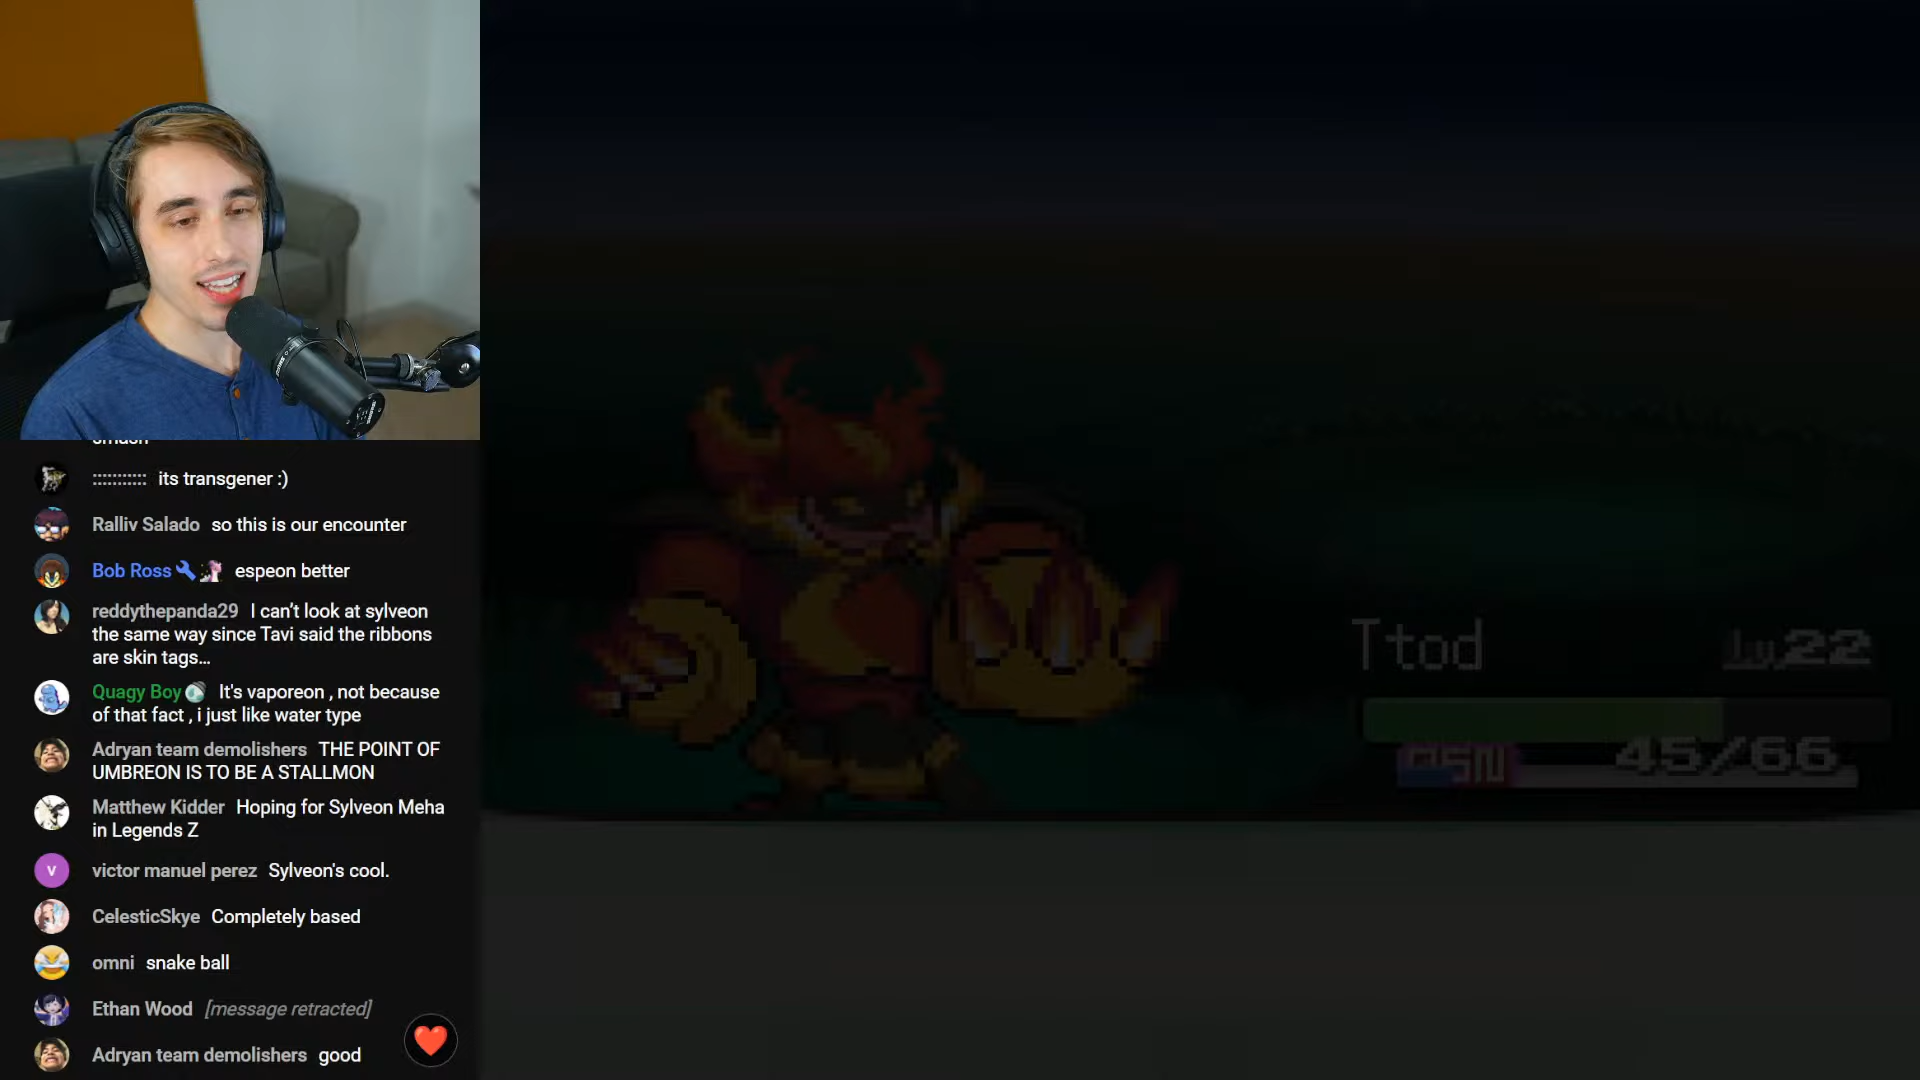 smash
:::::::::::: its transgener :)
Ralliv Salado so this is our encounter
Bob Ross espeon better
reddythepanda29 I can’t look at sylveon
the same way since Tavi said the ribbons
are skin tags...
Quagy Boy It's vaporeon , not because
of that fact , i just like water type
Adryan team demolishers THE POINT OF
UMBREON IS TO BE A STALLMON
Matthew Kidder Hoping for Sylveon Meha
in Legends Z
v victor manuel perez Sylveon's cool.
CelesticSkye Completely based
omni snake ball
Ethan Wood [message retracted]
Adryan team demolishers good
Ttod Lv.22
PSN 45/66